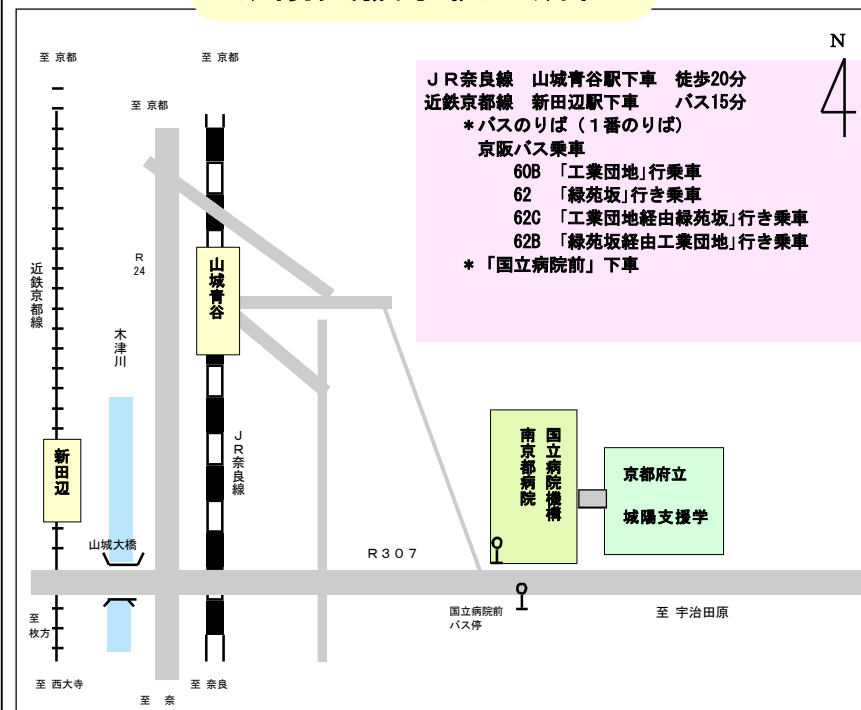 至 京都
至 京都
至 京都
N
ＪＲ奈良線　山城青谷駅下車　徒歩20分
近鉄京都線　新田辺駅下車　　バス15分
＊バスのりば（１番のりば）
京阪バス乗車
60B 「工業団地」行乗車
62 「緑苑坂」行き乗車
62C 「工業団地経由緑苑坂」行き乗車
62B 「緑苑坂経由工業団地」行き乗車
＊「国立病院前」下車
近鉄京都線
R
24
山城青谷
木津川
ＪＲ奈良線
新田辺
国立病院機構
南京都病院
京都府立
城陽支援学
山城大橋
Ｒ３０７
国立病院前
バス停
至 宇治田原
至
枚方
至 西大寺
至 奈良
至 奈